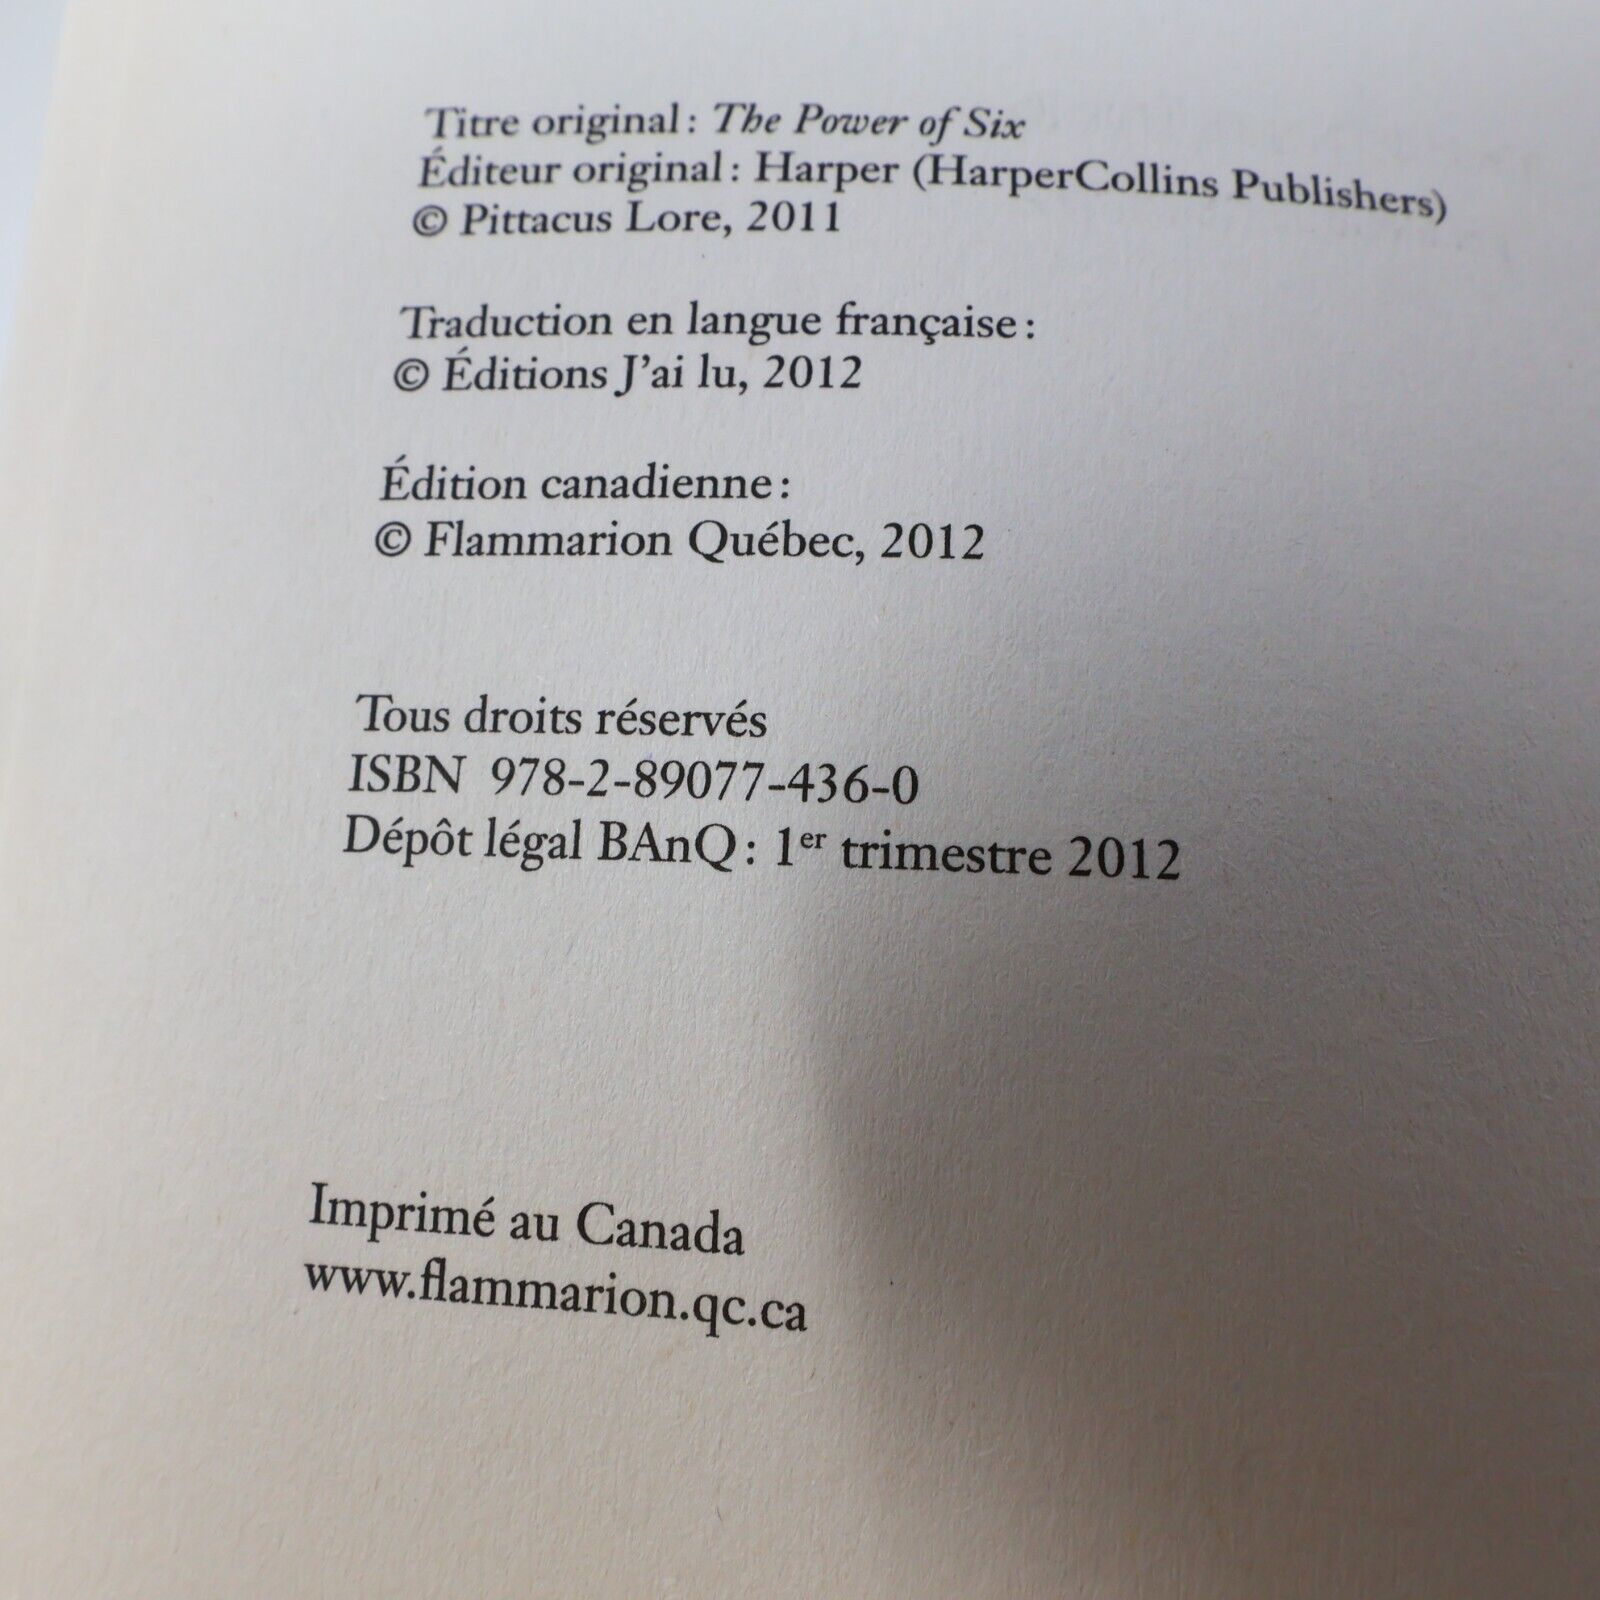 Titre original : The Power of Six
Éditeur original : Harper (HarperCollins Publishers)
© Pittacus Lore, 2011
Traduction en langue française :
© Éditions J'ai lu, 2012
Édition canadienne :
© Flammarion Québec, 2012
Tous droits réservés
ISBN 978-2-89077-436-0
Dépôt légal BAnQ : 1er trimestre 2012
Imprimé au Canada
www.flammarion.qc.ca